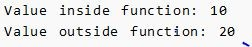 Value inside function: 10
Value outside function: 20